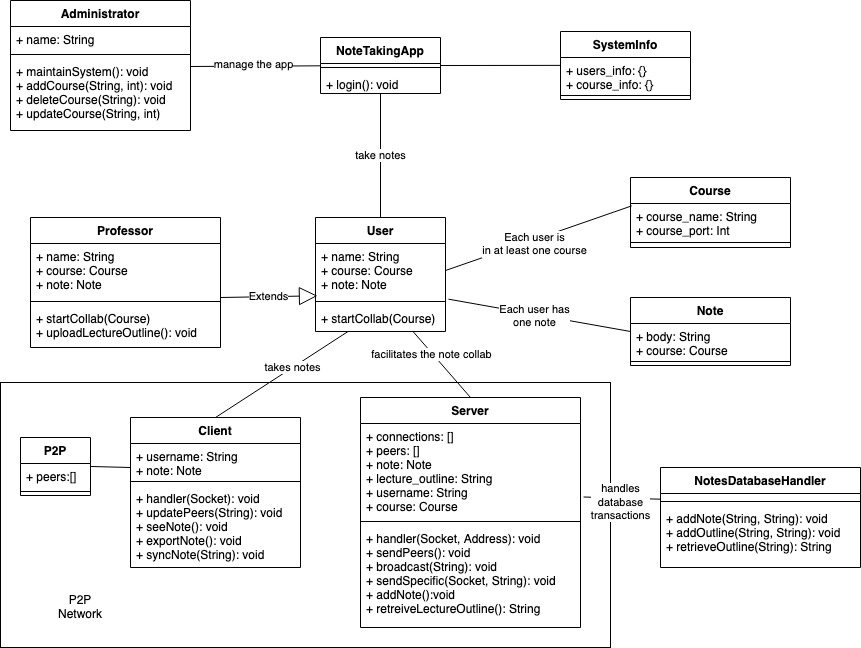 Administrator
+ name: String
+ maintainSystem(): void
+ addCourse(String, int): void
+ deleteCourse(String): void
+ updateCourse(String, int)
manage the app
NoteTakingApp
+ login(): void
SystemInfo
+ users_info: {}
+ course_info: {}
take notes
Professor
+ name: String
+ course: Course
+ note: Note
+ startCollab(Course)
+ uploadLectureOutline(): void
Extends
User
+ name: String
+ course: Course
+ note: Note
+ startCollab(Course)
Each user is
in at least one course
Course
+ course_name: String
+ course_port: Int
Each user has
one note
Note
+ body: String
+ course: Course
takes notes
facilitates the note collab
P2P
+ peers:[]
Client
+ username: String
+ note: Note
+ handler(Socket): void
+ updatePeers(String): void
+ seeNote(): void
+ exportNote(): void
+ syncNote(String): void
Server
+ connections: []
+ peers: []
+ note: Note
+ lecture_outline: String
+ username: String
+ course: Course
+ handler(Socket, Address): void
+ sendPeers(): void
+ broadcast(String): void
+ sendSpecific(Socket, String): void
+ addNote():void
+ retreiveLectureOutline(): String
handles
database
transactions
NotesDatabaseHandler
+ addNote(String, String): void
+ addOutline(String, String): void
+ retrieveOutline(String): String
P2P
Network